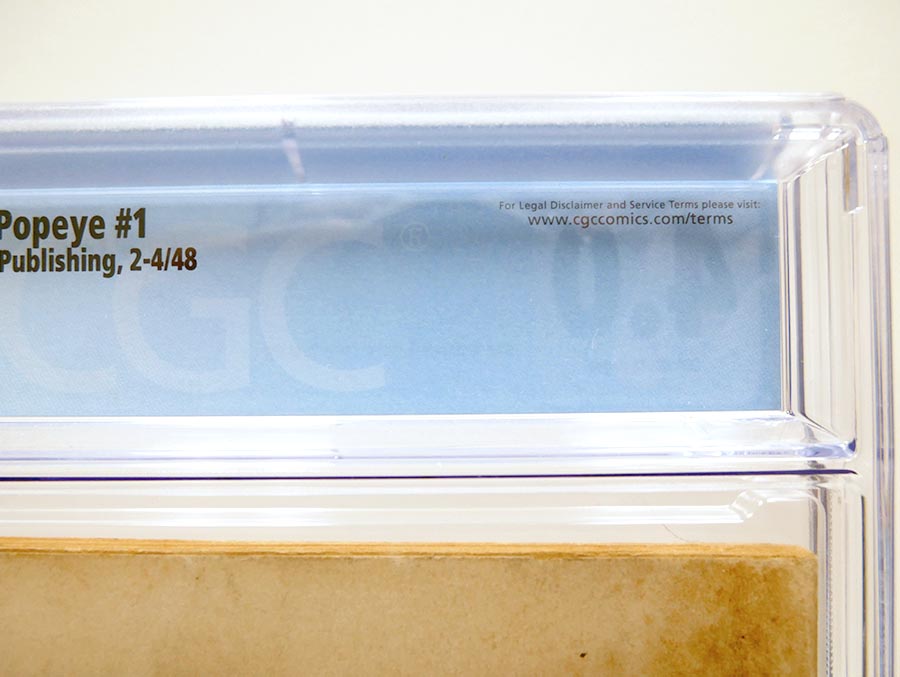 Popeye #1
Publishing, 2-4/48
For Legal Disclaimer and Service Terms please visit:
www.cgccomics.com/terms
CGC®